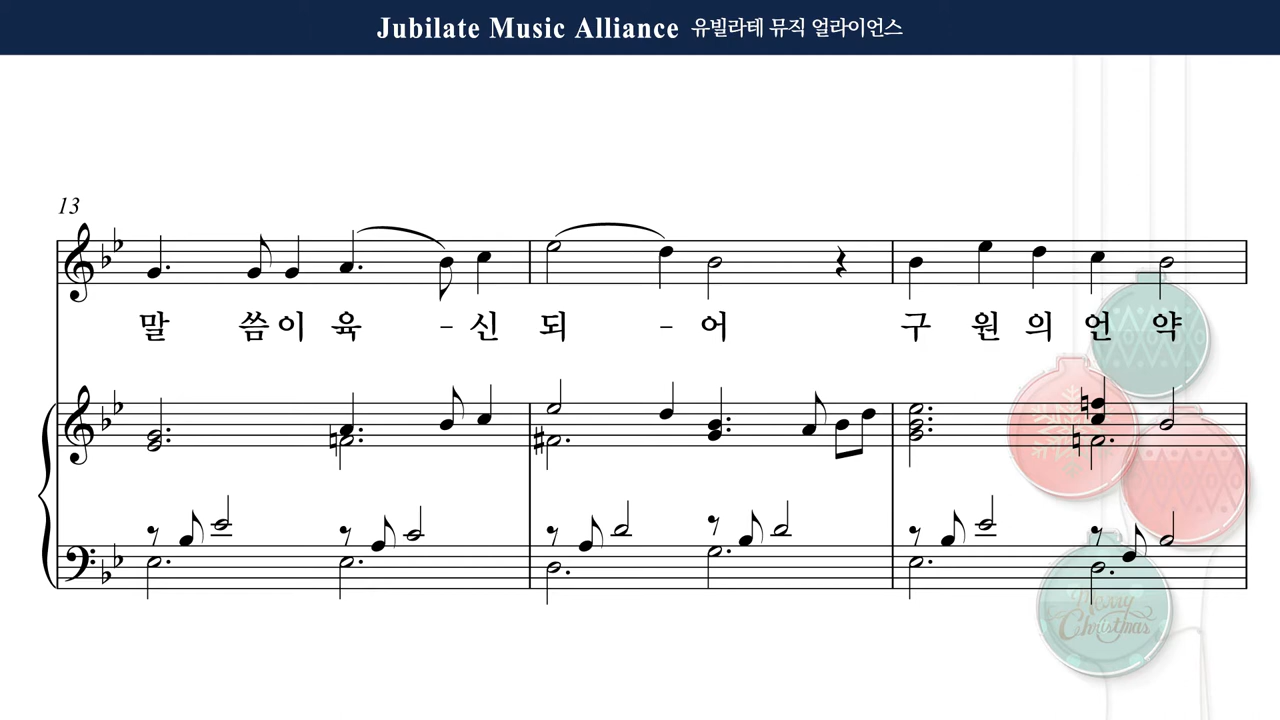 Jubilate Music Alliance 유빌라테 뮤직 얼라이언스
13
말 씀이 육 - 신 되 - 어 구 원 의 언 약
Merry
Christmas